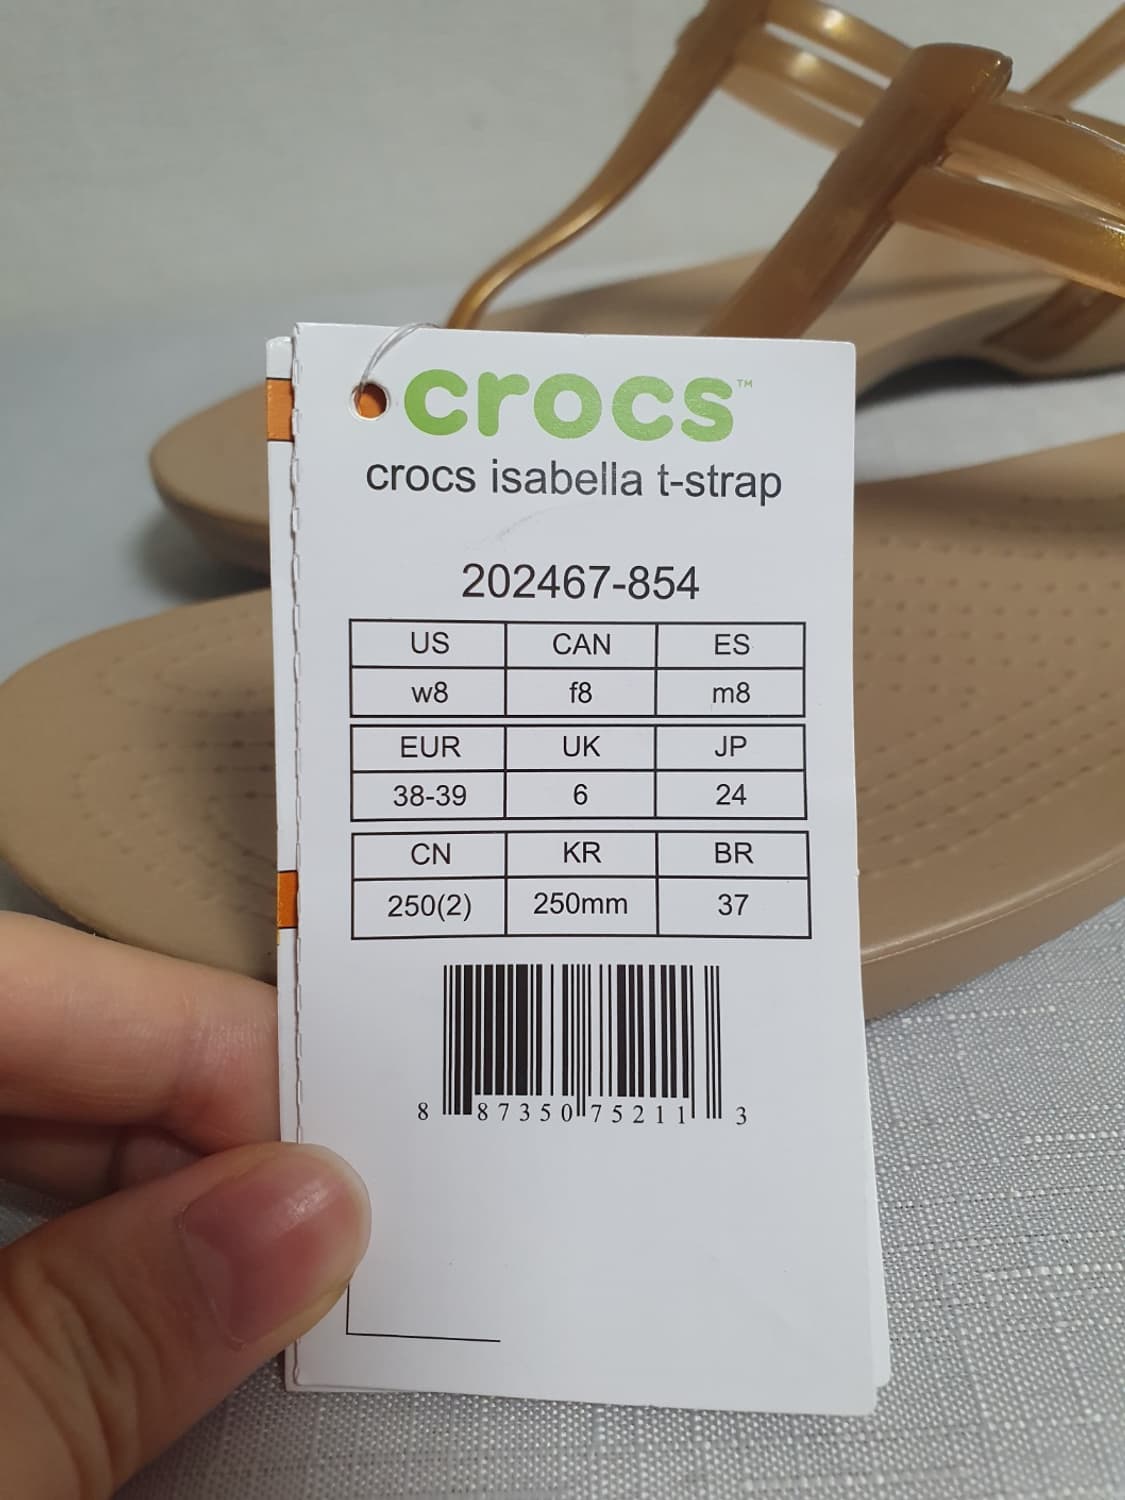 crocs™
crocs isabella t-strap
202467-854
US CAN ES
w8 f8 m8
EUR UK JP
38-39 6 24
CN KR BR
250(2) 250mm 37
8 87350 75211 3